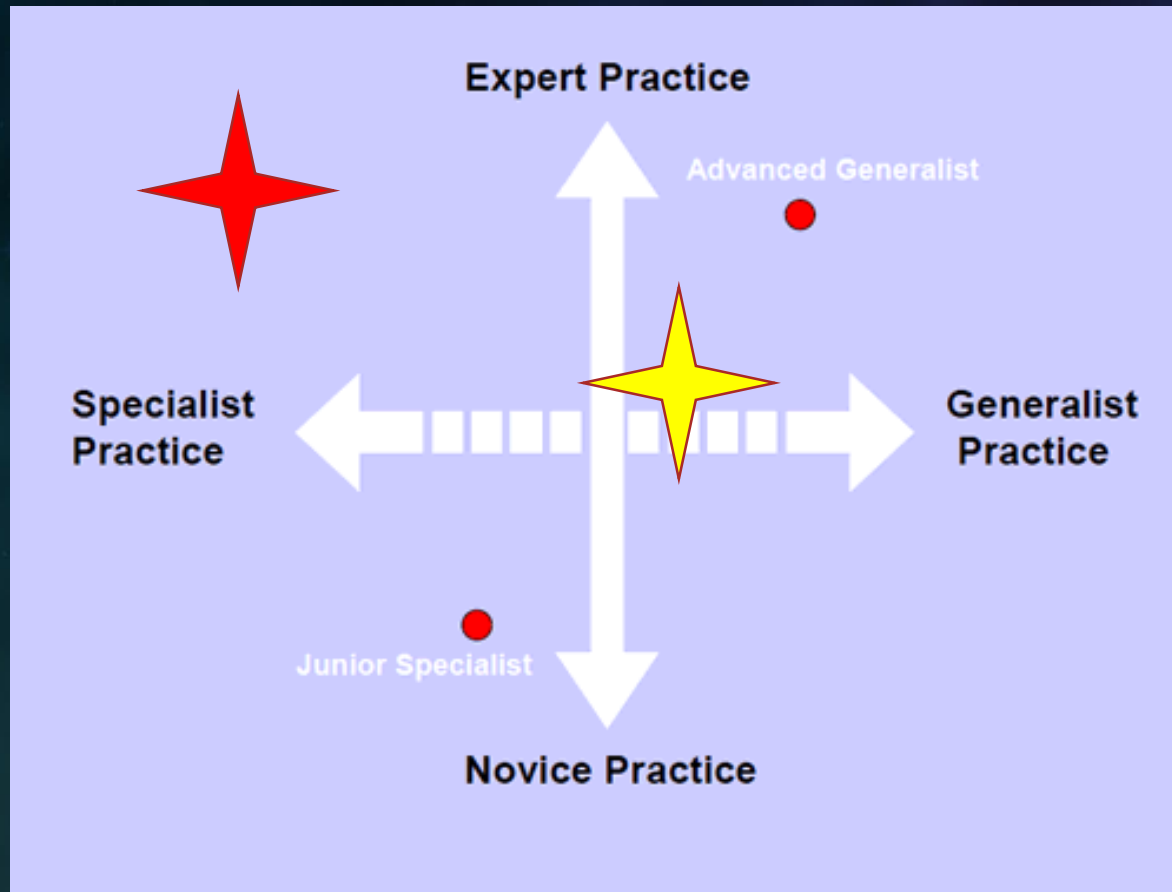 Expert Practice
Advanced Generalist
Specialist
Practice
Generalist
Practice
Junior Specialist
Novice Practice